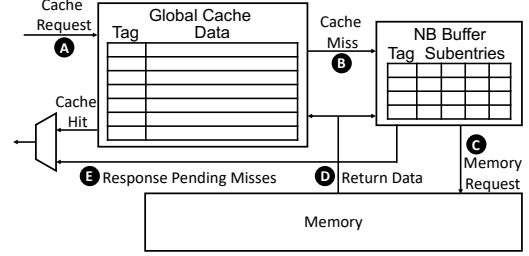 Cache
Request
A
Global Cache
Tag Data
Cache
Miss
B
NB Buffer
Tag Subentries
Cache
Hit
C
Memory
Request
E Response Pending Misses
D Return Data
Memory